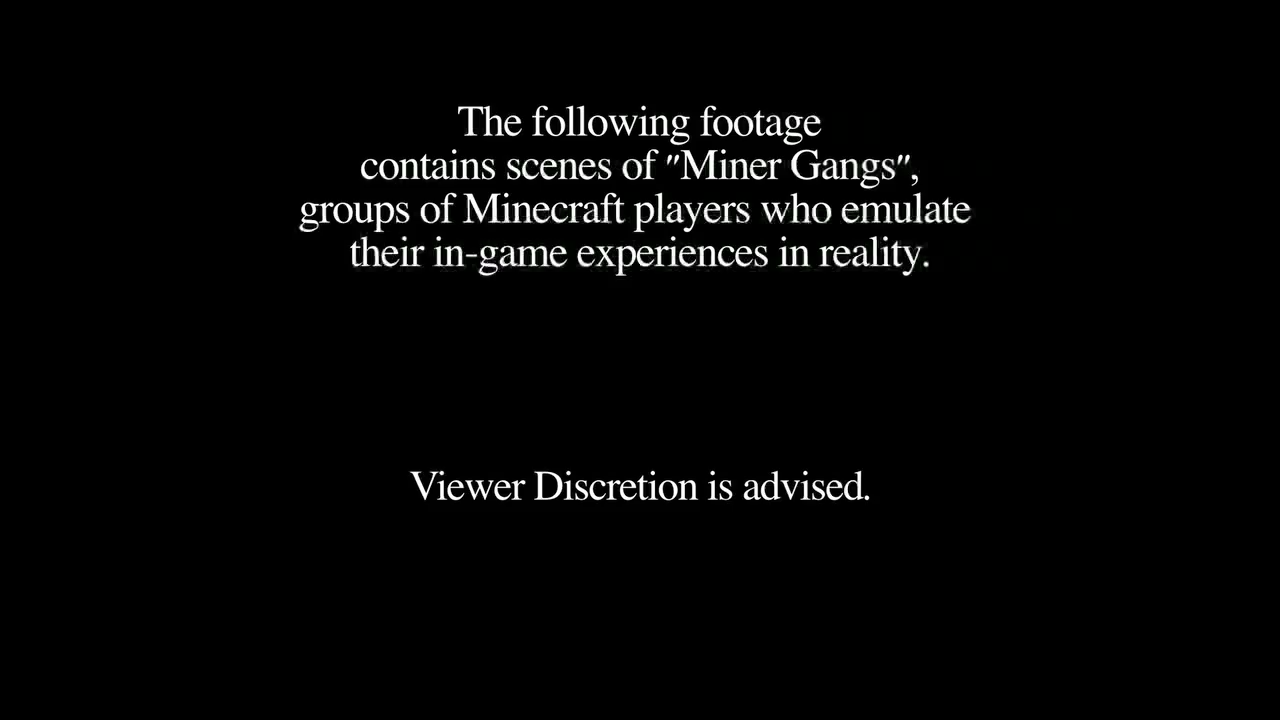 The following footage
contains scenes of "Miner Gangs",
groups of Minecraft players who emulate
their in-game experiences in reality.
Viewer Discretion is advised.